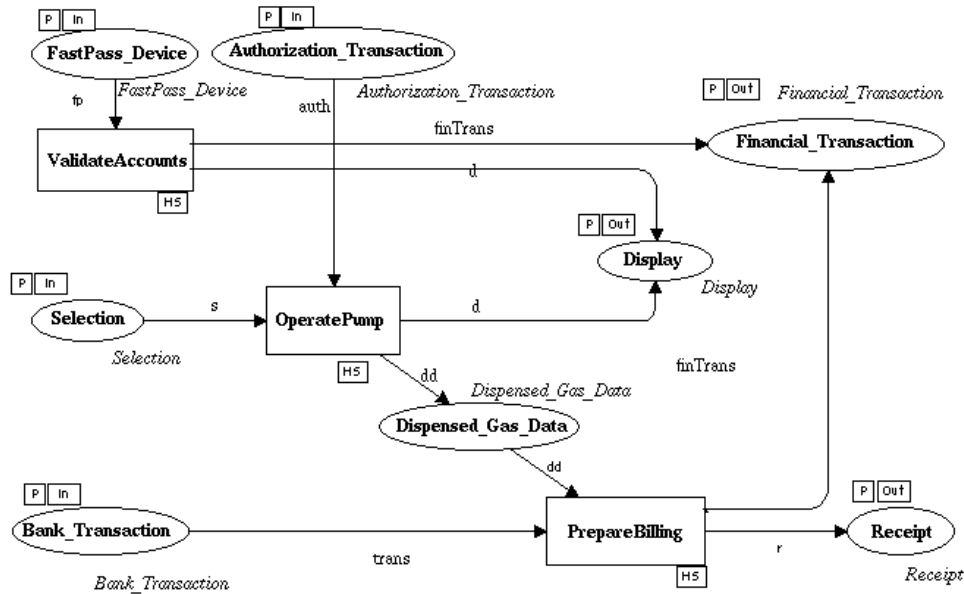 P In
P In
FastPass_Device
Authorization_Transaction
fp
FastPass_Device
auth
Authorization_Transaction
P Out
Financial_Transaction
finTrans
ValidateAccounts
Financial_Transaction
d
HS
P Out
Display
P In
Display
Selection
s
OperatePump
d
Selection
HS
dd
finTrans
Dispensed_Gas_Data
Dispensed_Gas_Data
dd
P In
P Out
Bank_Transaction
PrepareBilling
Receipt
trans
r
HS
Bank_Transaction
Receipt